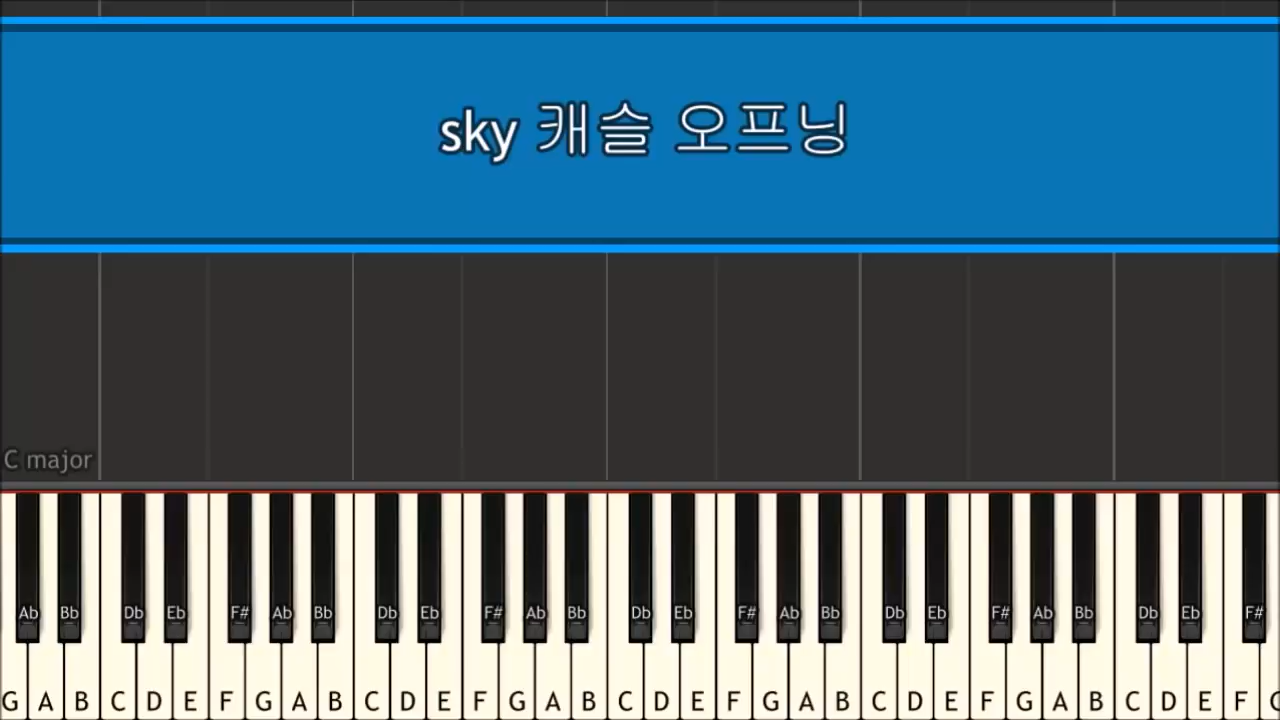 sky 캐슬 오프닝
C major
Ab Bb Db Eb F# Ab Bb Db Eb F# Ab Bb Db Eb F# Ab Bb Db Eb F# Ab Bb Db Eb F#
G A B C D E F G A B C D E F G A B C D E F G A B C D E F G A B C D E F